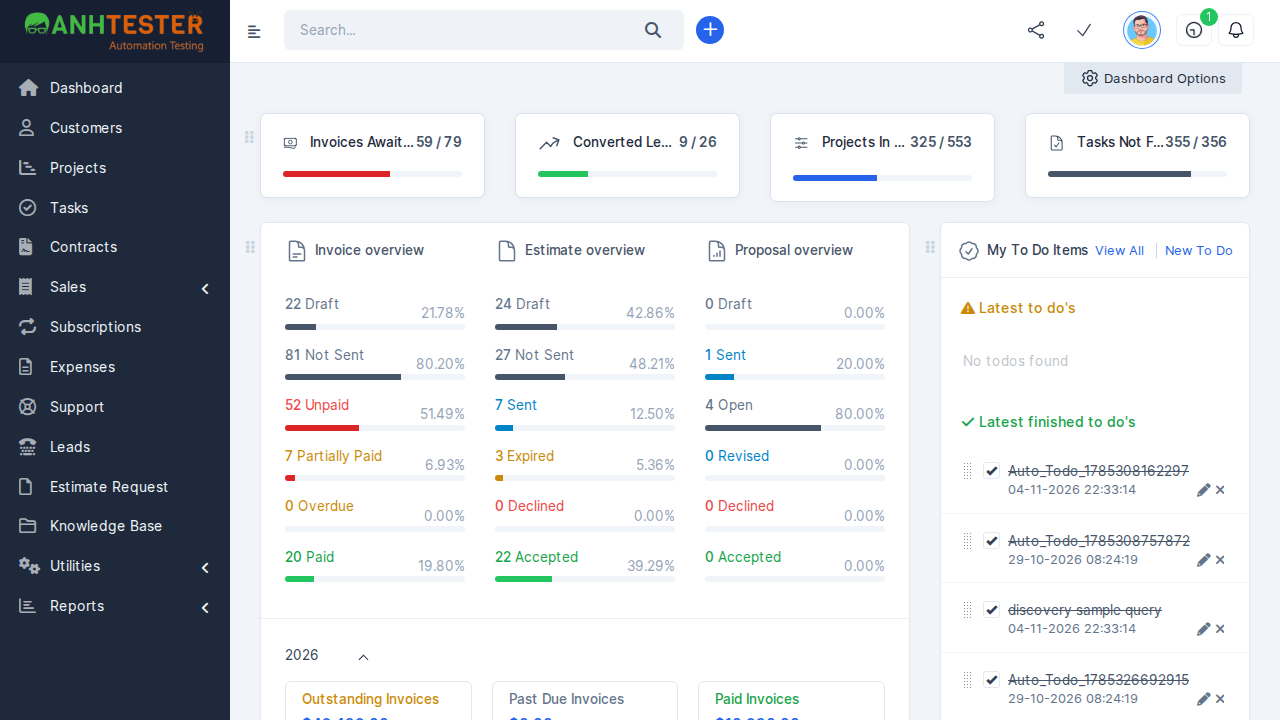 ANHTESTER
Automation Testing
Search...
1
Dashboard Options
Dashboard
Customers
Projects
Tasks
Contracts
Sales
Subscriptions
Expenses
Support
Leads
Estimate Request
Knowledge Base
Utilities
Reports
Invoices Await... 59 / 79
Converted Le... 9 / 26
Projects In ... 325 / 553
Tasks Not F... 355 / 356
Invoice overview
22 Draft 21.78%
81 Not Sent 80.20%
52 Unpaid 51.49%
7 Partially Paid 6.93%
0 Overdue 0.00%
20 Paid 19.80%
Estimate overview
24 Draft 42.86%
27 Not Sent 48.21%
7 Sent 12.50%
3 Expired 5.36%
0 Declined 0.00%
22 Accepted 39.29%
Proposal overview
0 Draft 0.00%
1 Sent 20.00%
4 Open 80.00%
0 Revised 0.00%
0 Declined 0.00%
0 Accepted 0.00%
2026
Outstanding Invoices
Past Due Invoices
Paid Invoices
My To Do Items View All New To Do
Latest to do's
No todos found
Latest finished to do's
Auto_Todo_1785308162297
04-11-2026 22:33:14
Auto_Todo_1785308757872
29-10-2026 08:24:19
discovery sample query
04-11-2026 22:33:14
Auto_Todo_1785326692915
29-10-2026 08:24:19